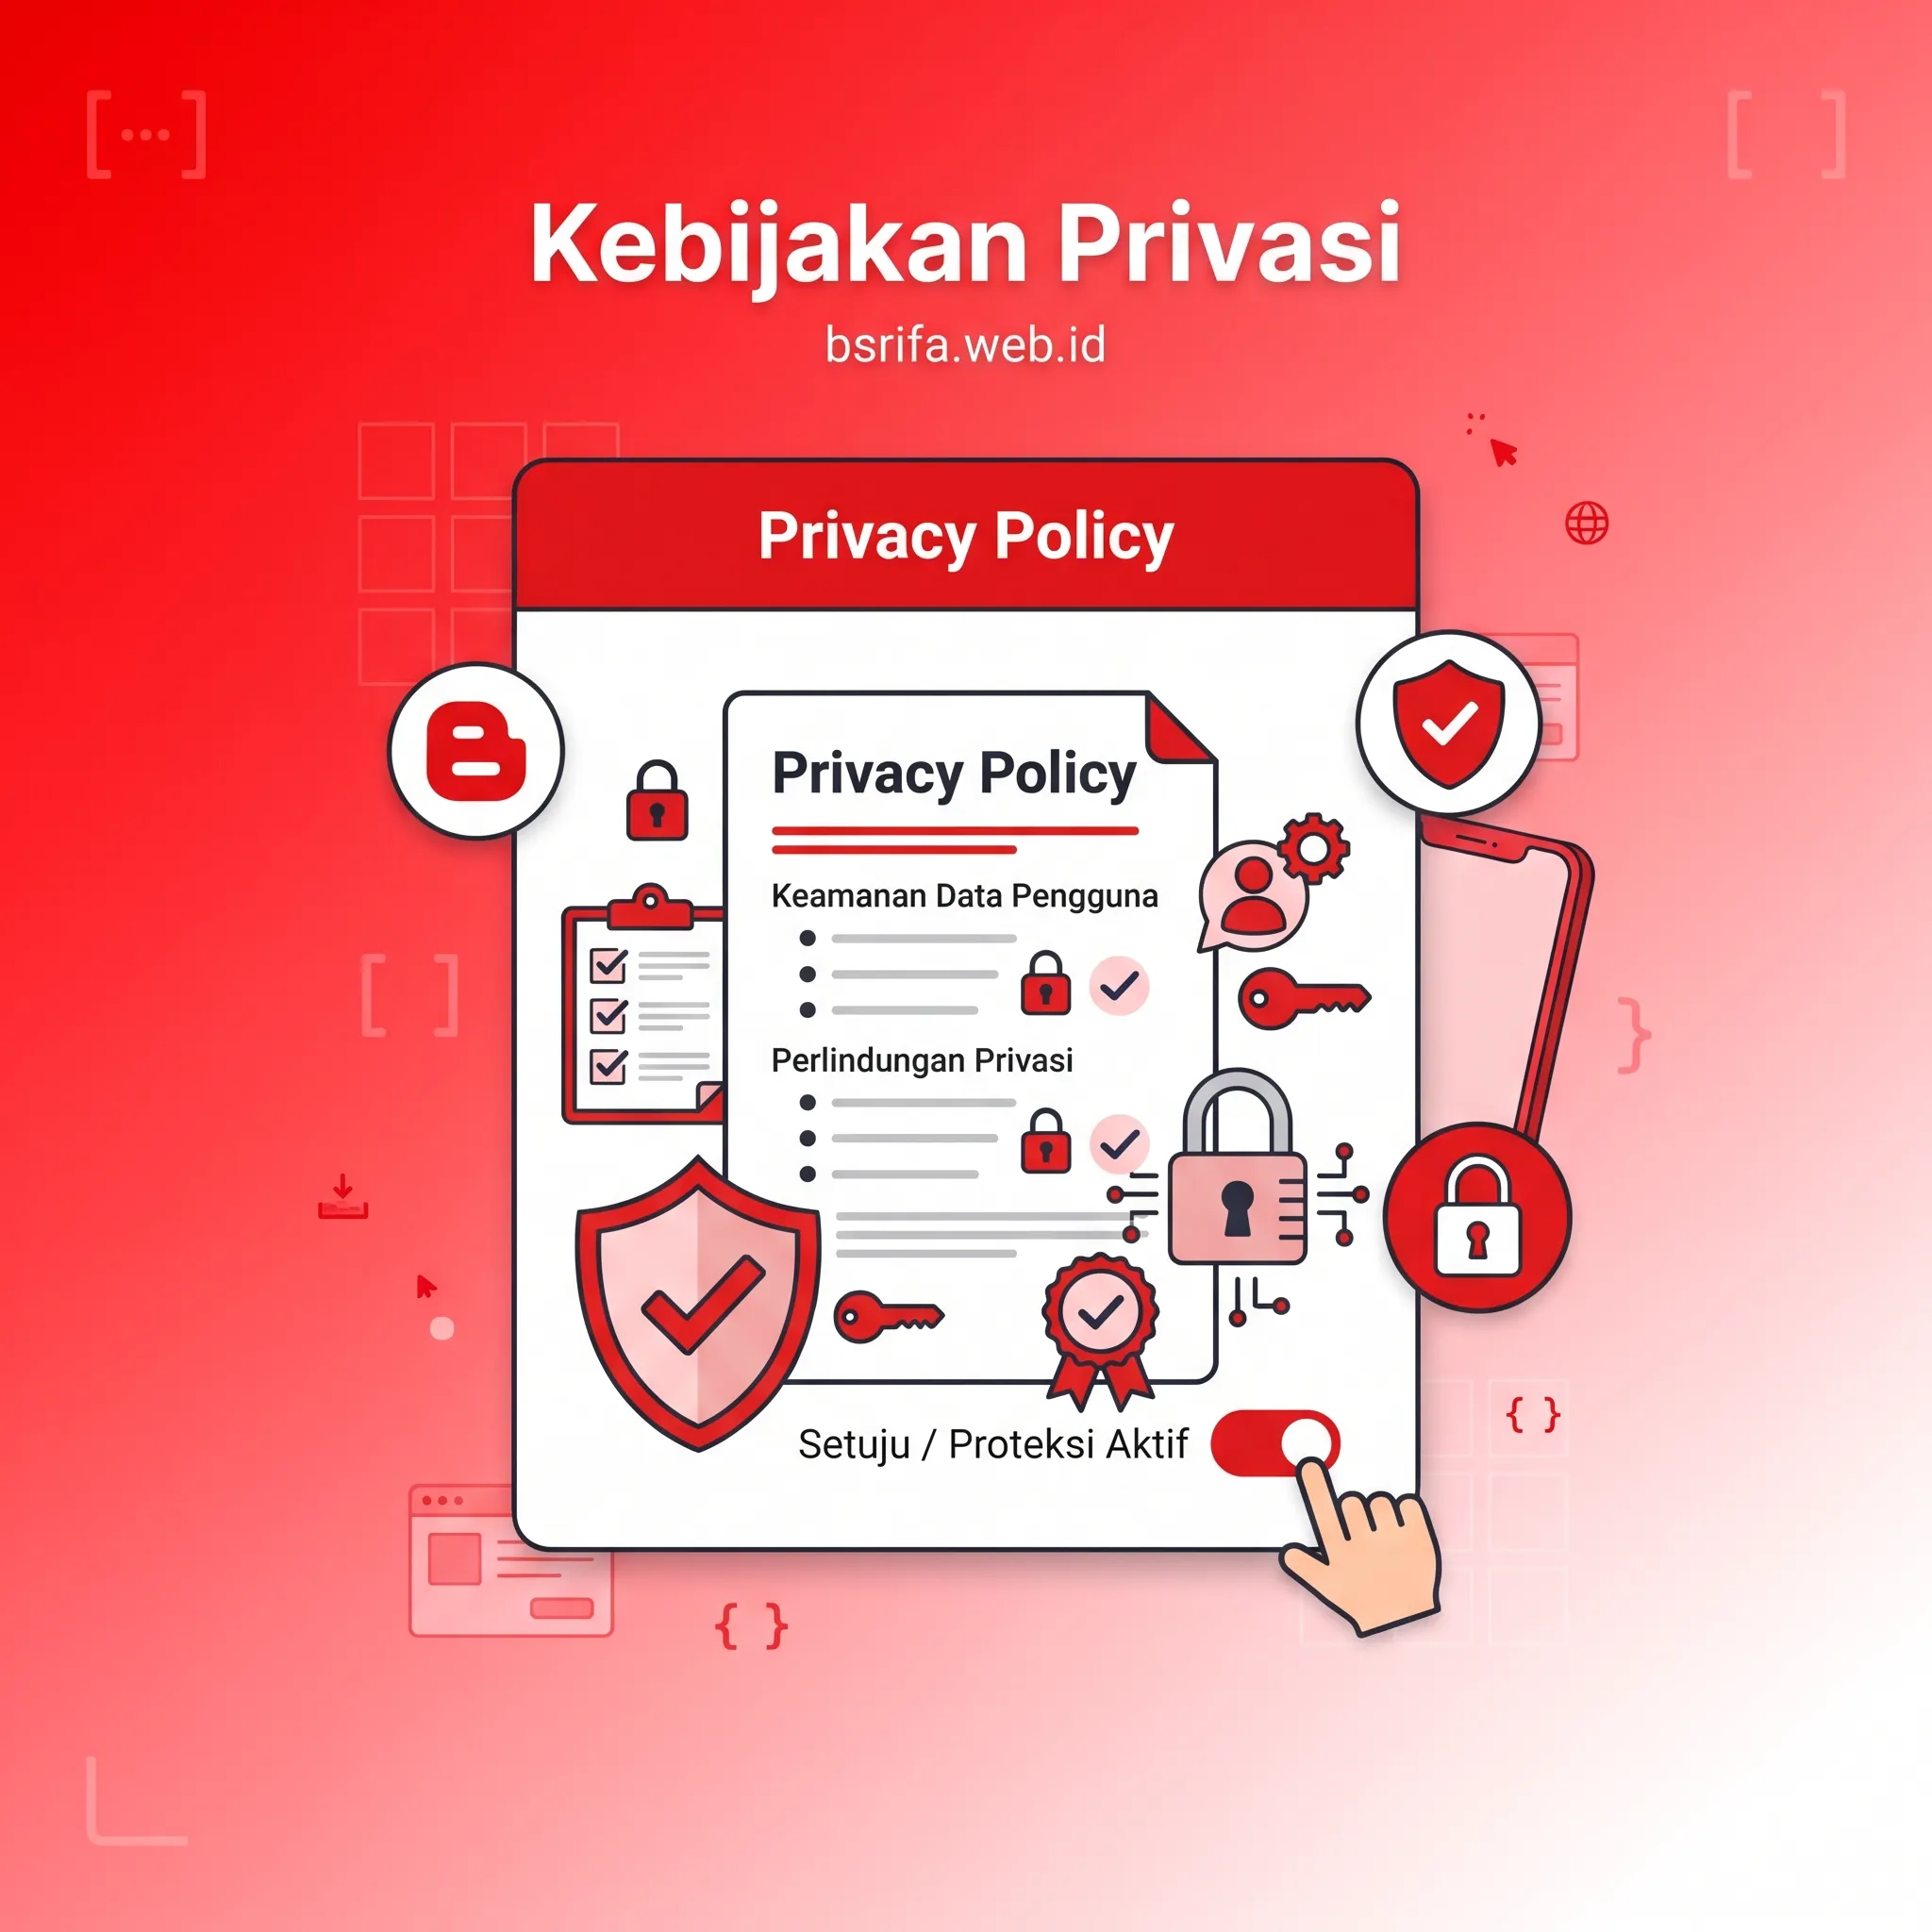 Kebijakan Privasi
bsrifa.web.id
Privacy Policy
Privacy Policy
Keamanan Data Pengguna
Perlindungan Privasi
Setuju / Proteksi Aktif